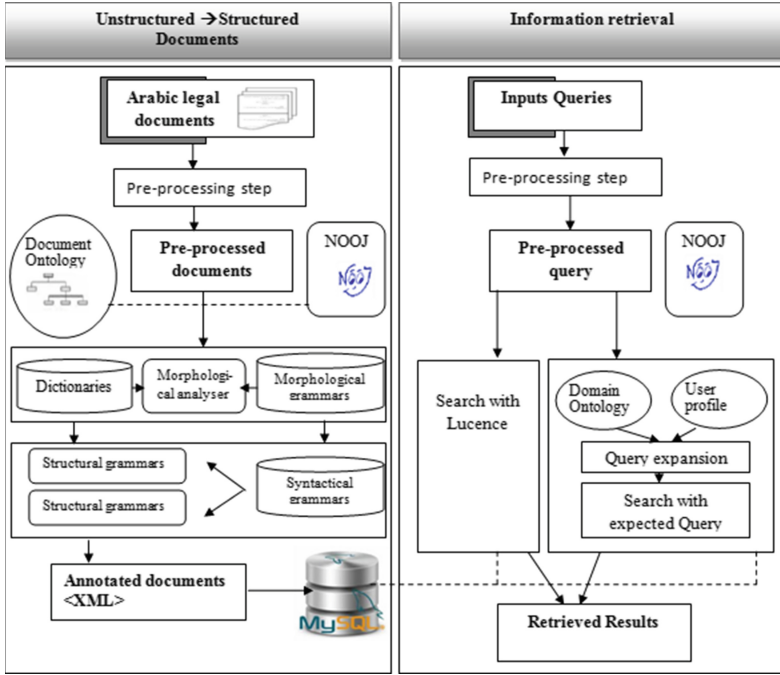 Unstructured →Structured
Documents
Information retrieval
Arabic legal
documents
Pre-processing step
Document
Ontology
Pre-processed
documents
NOOJ
NooJ
Dictionaries
Morphologi-
cal analyser
Morphological
grammars
Structural grammars
Structural grammars
Syntactical
grammars
Annotated documents
<XML>
MySQL
Inputs Queries
Pre-processing step
Pre-processed
query
NOOJ
NooJ
Search with
Lucence
Domain
Ontology
User
profile
Query expansion
Search with
expected Query
Retrieved Results